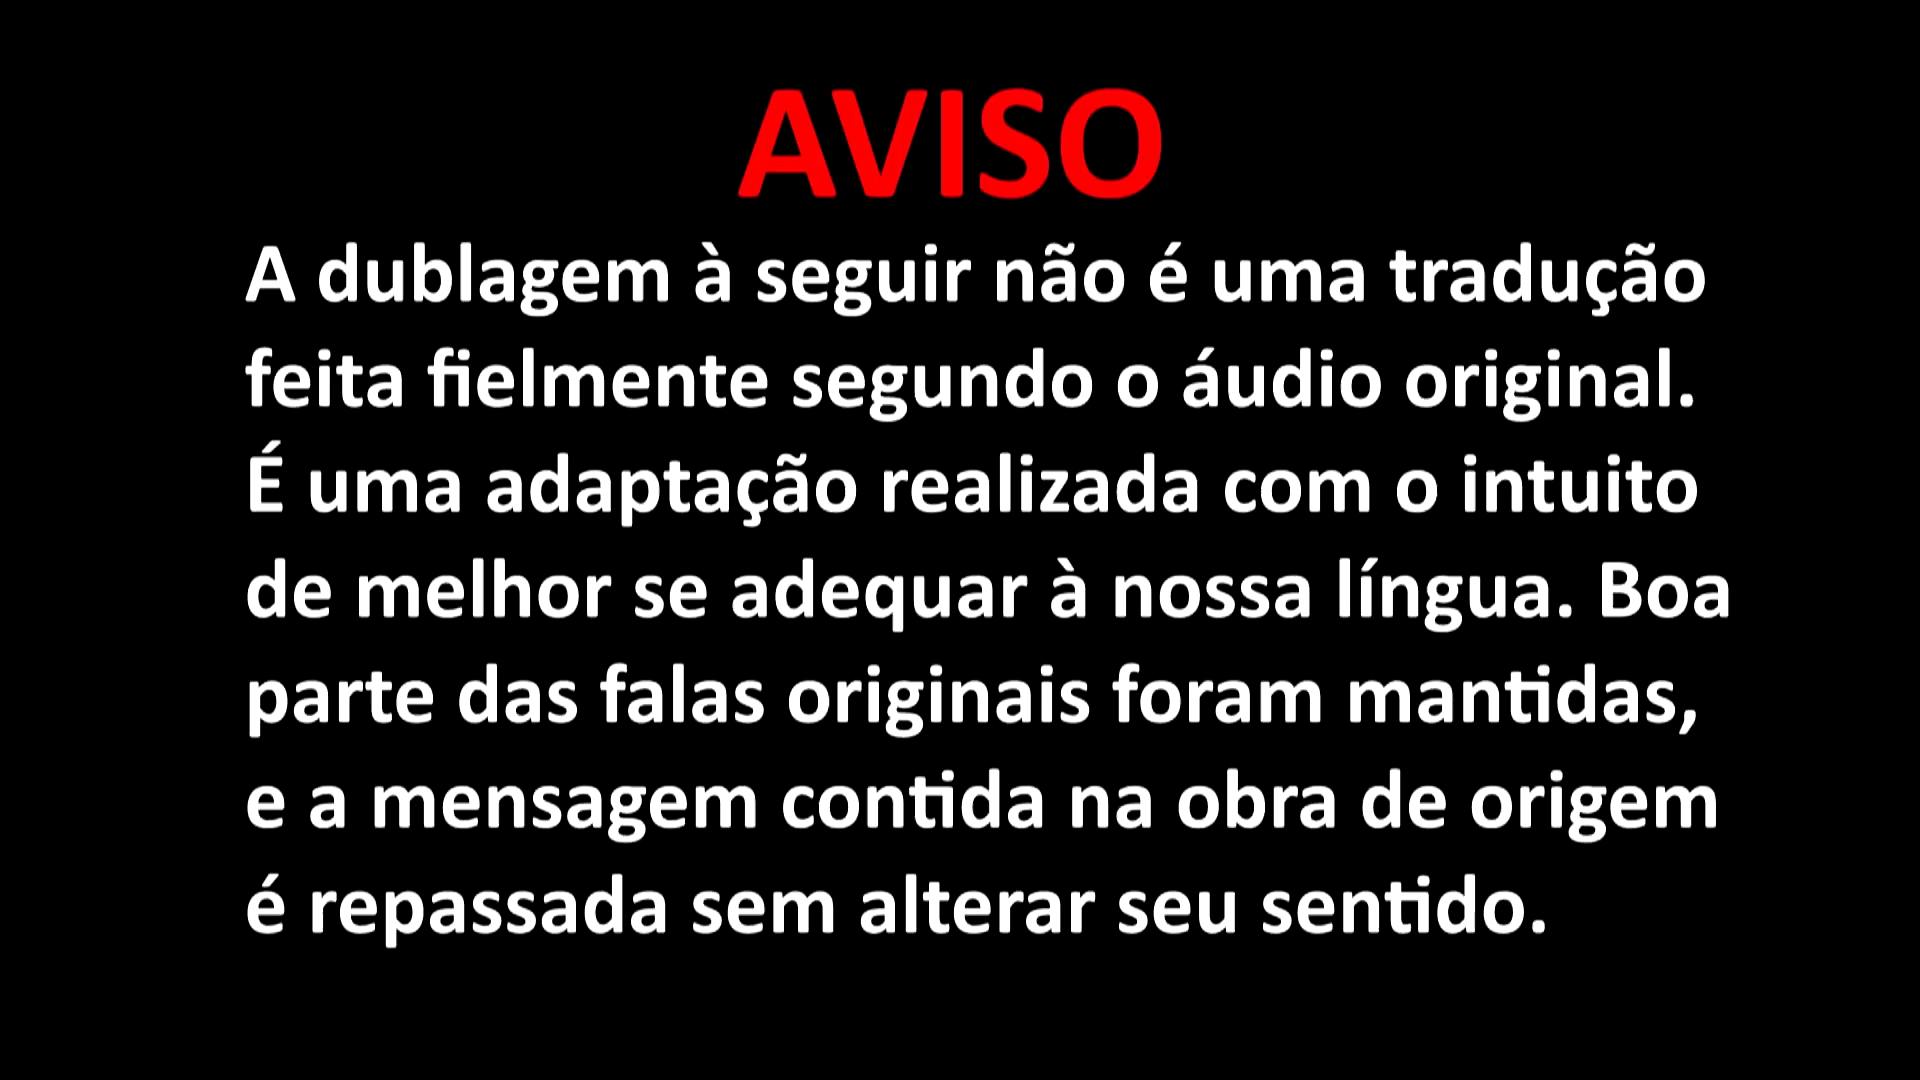 AVISO
A dublagem à seguir não é uma tradução
feita fielmente segundo o áudio original.
É uma adaptação realizada com o intuito
de melhor se adequar à nossa língua. Boa
parte das falas originais foram mantidas,
e a mensagem contida na obra de origem
é repassada sem alterar seu sentido.